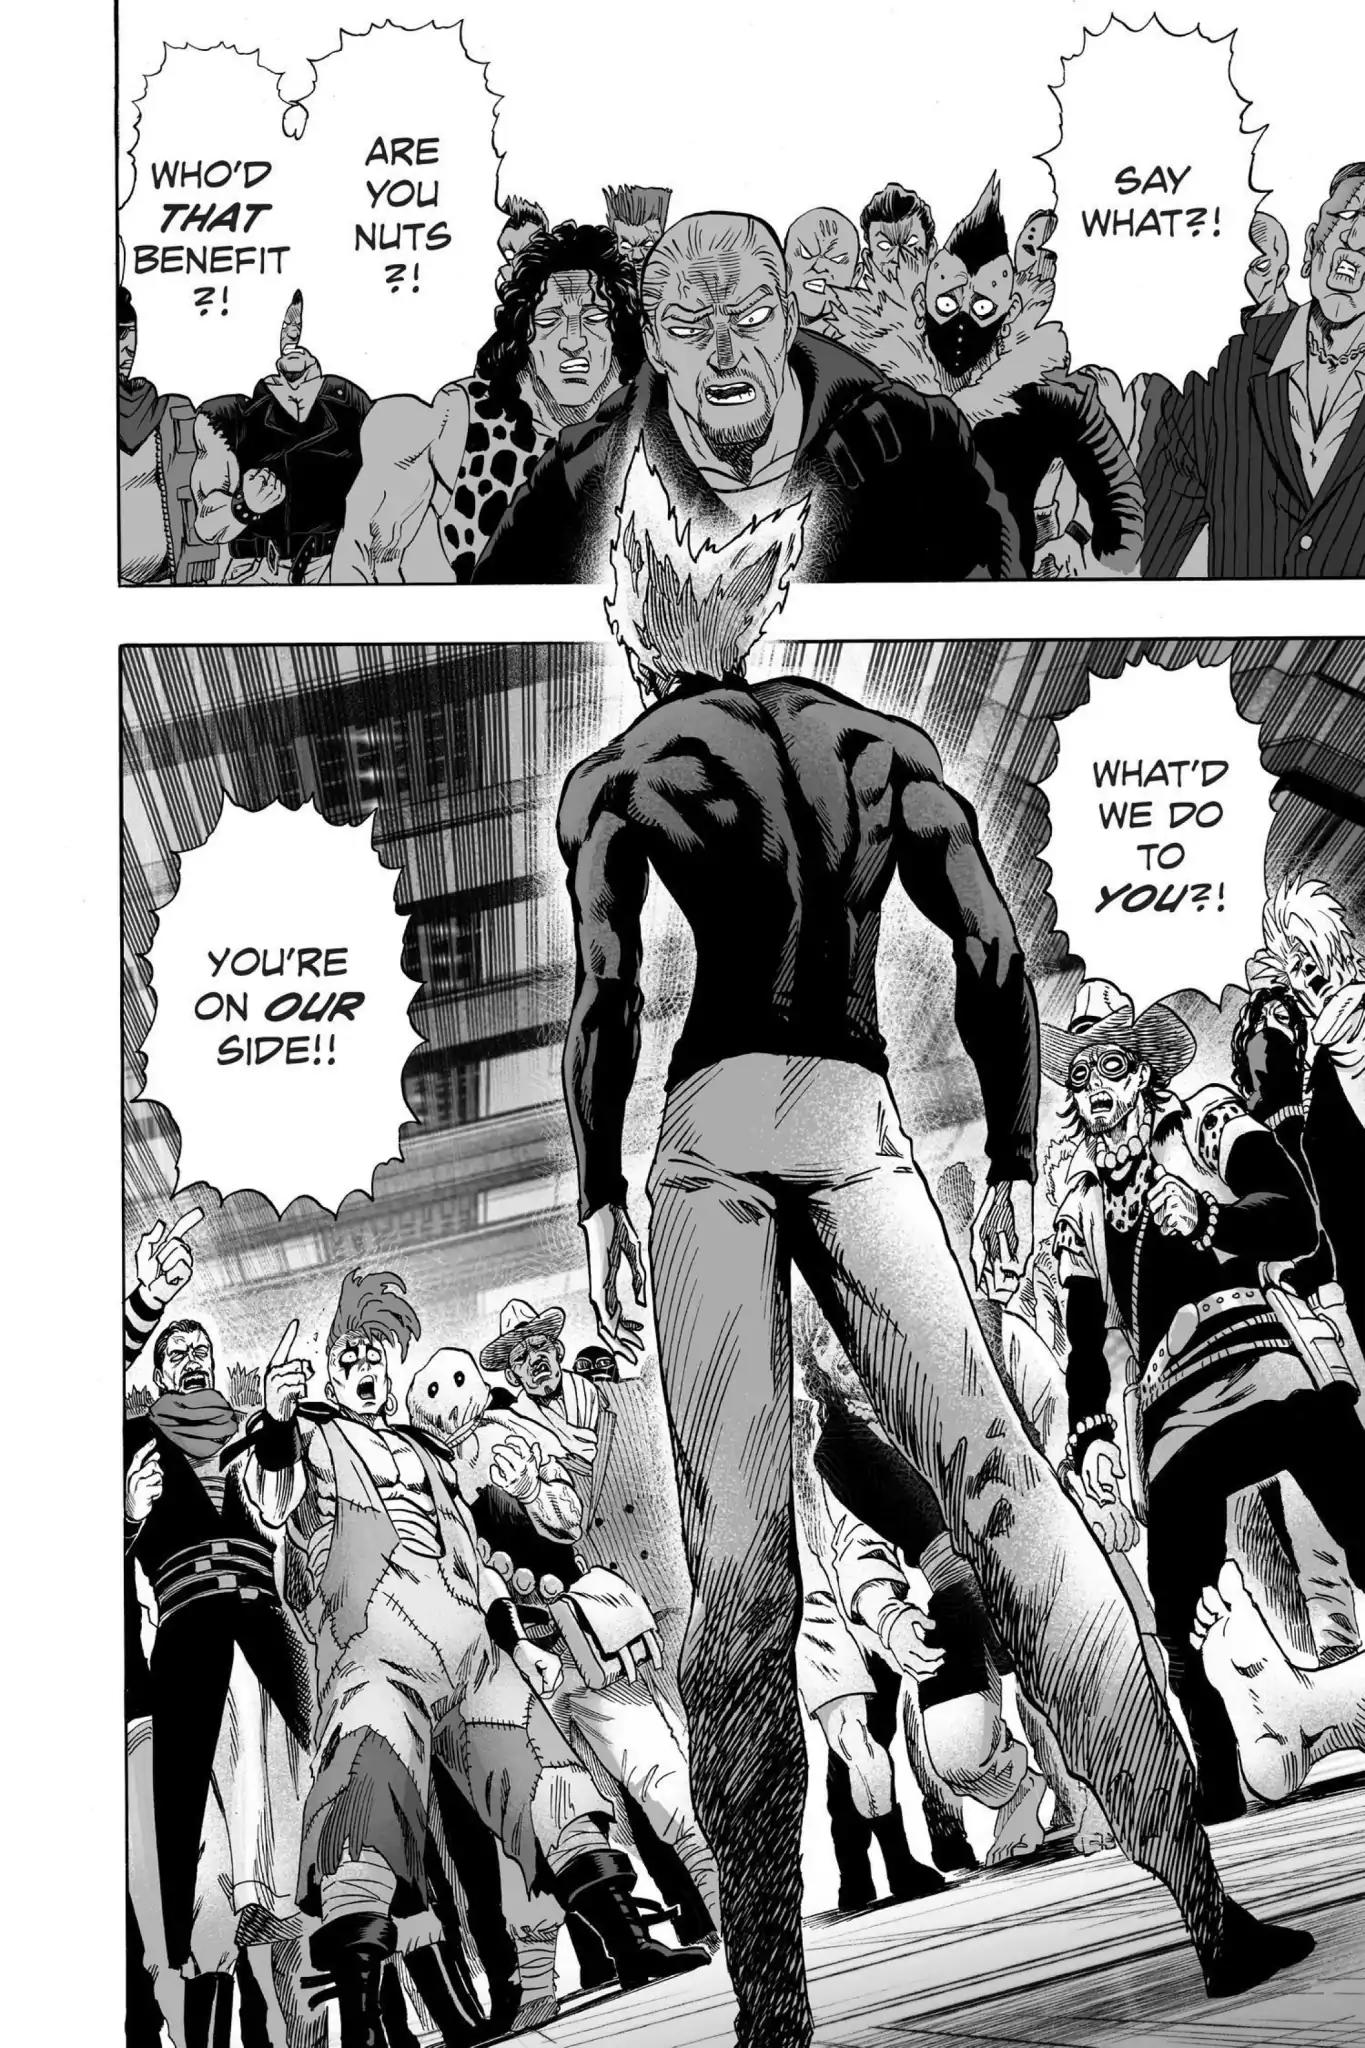 SAY
WHAT?!
ARE
YOU
NUTS
?!
WHO'D
THAT
BENEFIT
?!
WHAT'D
WE DO
TO
YOU?!
YOU'RE
ON OUR
SIDE!!